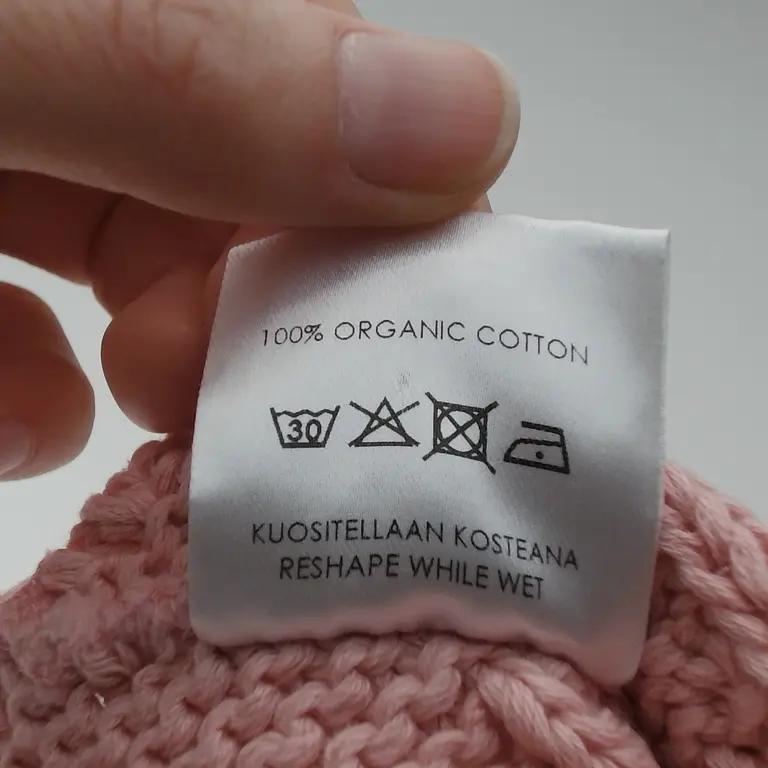 100% ORGANIC COTTON
30
KUOSITELLAAN KOSTEANA
RESHAPE WHILE WET